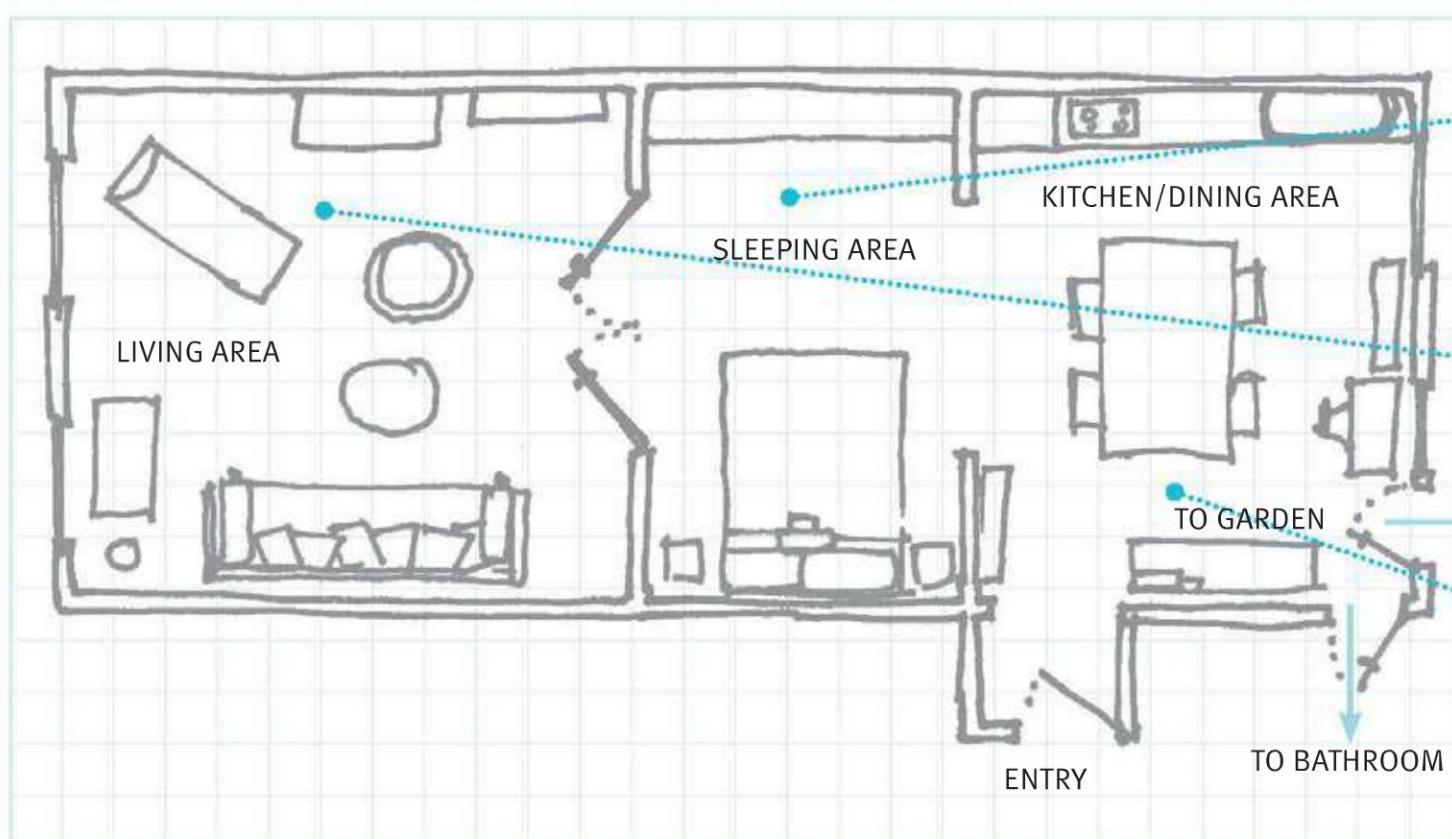 KITCHEN/DINING AREA
SLEEPING AREA
LIVING AREA
TO GARDEN
TO BATHROOM
ENTRY